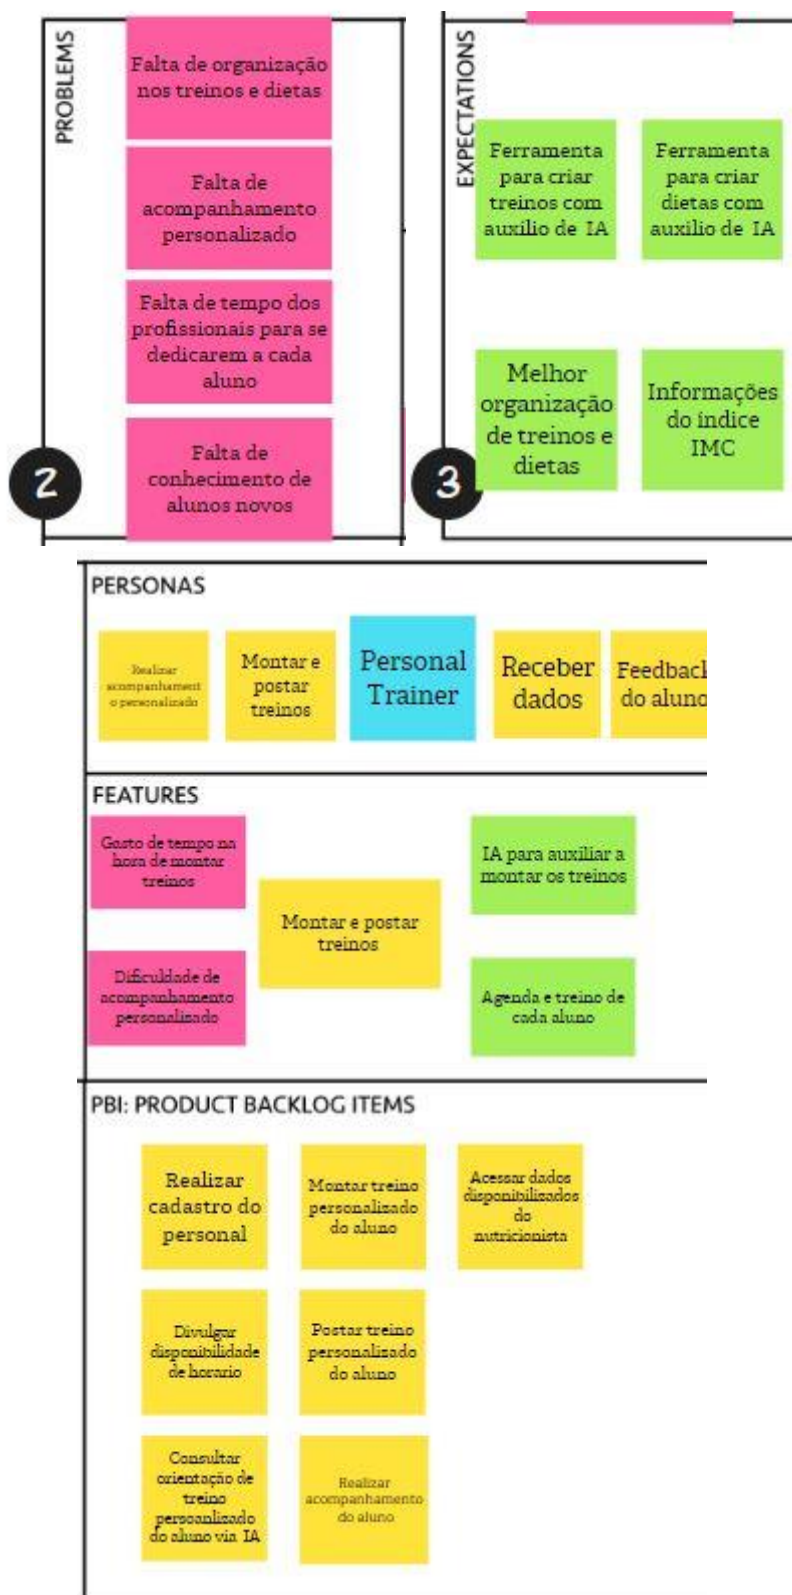 PROBLEMS
Falta de organização
nos treinos e dietas
Falta de
acompanhamento
personalizado
Falta de tempo dos
profissionais para se
dedicarem a cada
aluno
Falta de
conhecimento de
alunos novos
2
EXPECTATIONS
Ferramenta
para criar
treinos com
auxilio de IA
Ferramenta
para criar
dietas com
auxilio de IA
Melhor
organização
de treinos e
dietas
Informações
do índice
IMC
3
PERSONAS
Realizar
acompanhament
o personalizado
Montar e
postar
treinos
Personal
Trainer
Receber
dados
Feedback
do aluno
FEATURES
Gasto de tempo na
hora de montar
treinos
Dificuldade de
acompanhamento
personalizado
Montar e postar
treinos
IA para auxiliar a
montar os treinos
Agenda e treino de
cada aluno
PBI: PRODUCT BACKLOG ITEMS
Realizar
cadastro do
personal
Montar treino
personalizado
do aluno
Acessar dados
disponibilizados
do
nutricionista
Divulgar
disponibilidade
de horario
Postar treino
personalizado
do aluno
Consultar
orientação de
treino
persoanlizado
do aluno via IA
Realizar
acompanhamento
do aluno